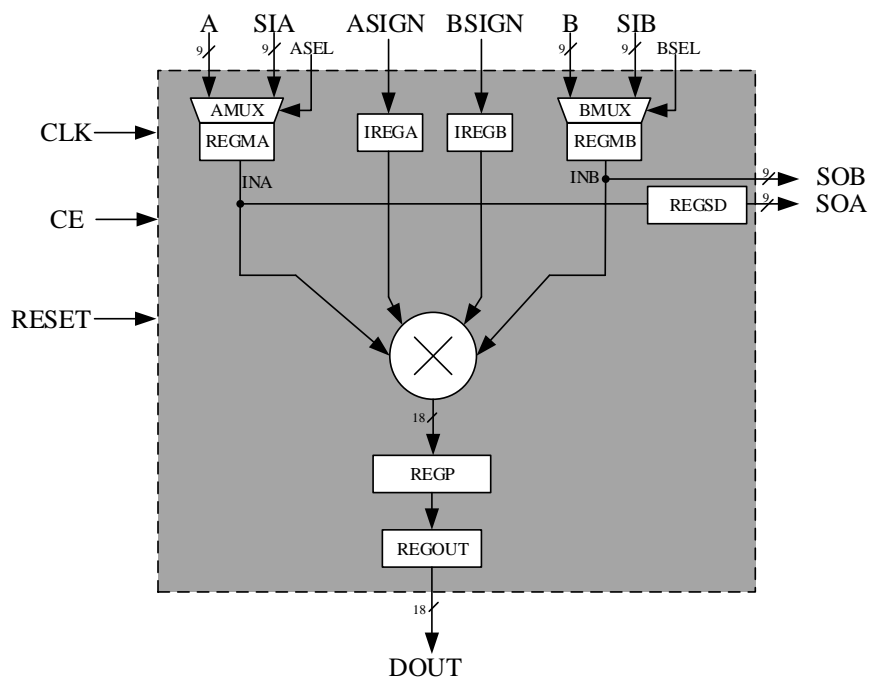 A SIA ASIGN BSIGN B SIB
9 9 ASEL 9 9 BSEL
AMUX BMUX
CLK REGMA IREGA IREGB REGMB
INA INB 9 SOB
REGSD 9 SOA
CE
RESET
18
REGP
REGOUT
18
DOUT